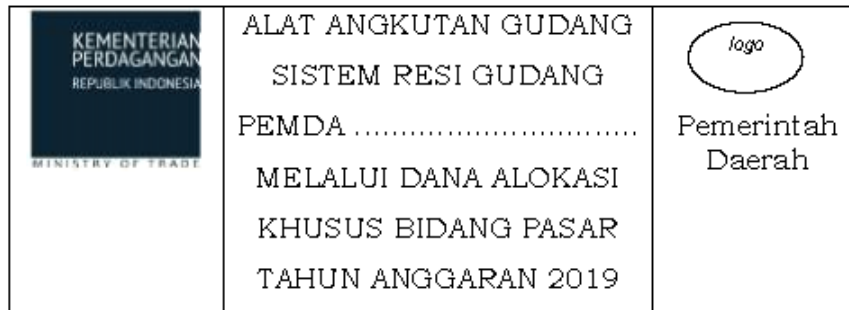 KEMENTERIAN
PERDAGANGAN
REPUBLIK INDONESIA
MINISTRY OF TRADE
ALAT ANGKUTAN GUDANG
SISTEM RESI GUDANG
PEMDA ...............................
MELALUI DANA ALOKASI
KHUSUS BIDANG PASAR
TAHUN ANGGARAN 2019
logo
Pemerintah
Daerah